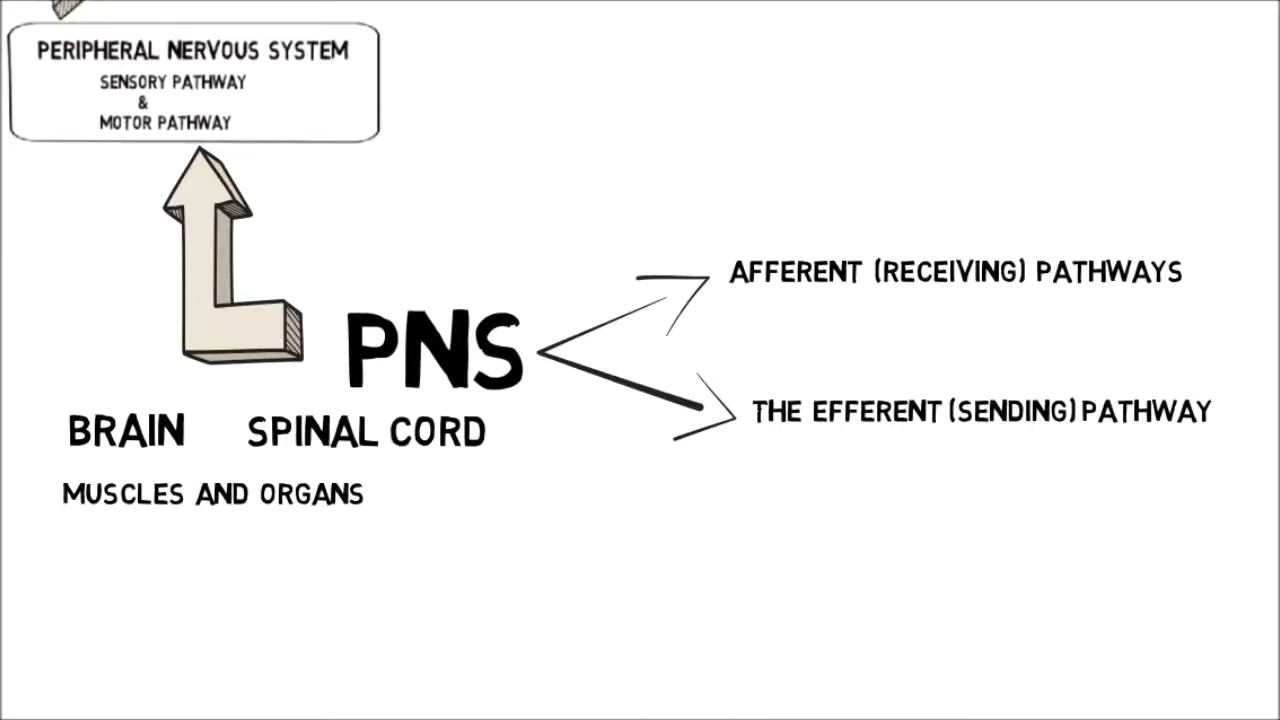 PERIPHERAL NERVOUS SYSTEM
SENSORY PATHWAY
&
MOTOR PATHWAY
PNS
AFFERENT (RECEIVING) PATHWAYS
THE EFFERENT (SENDING) PATHWAY
BRAIN SPINAL CORD
MUSCLES AND ORGANS